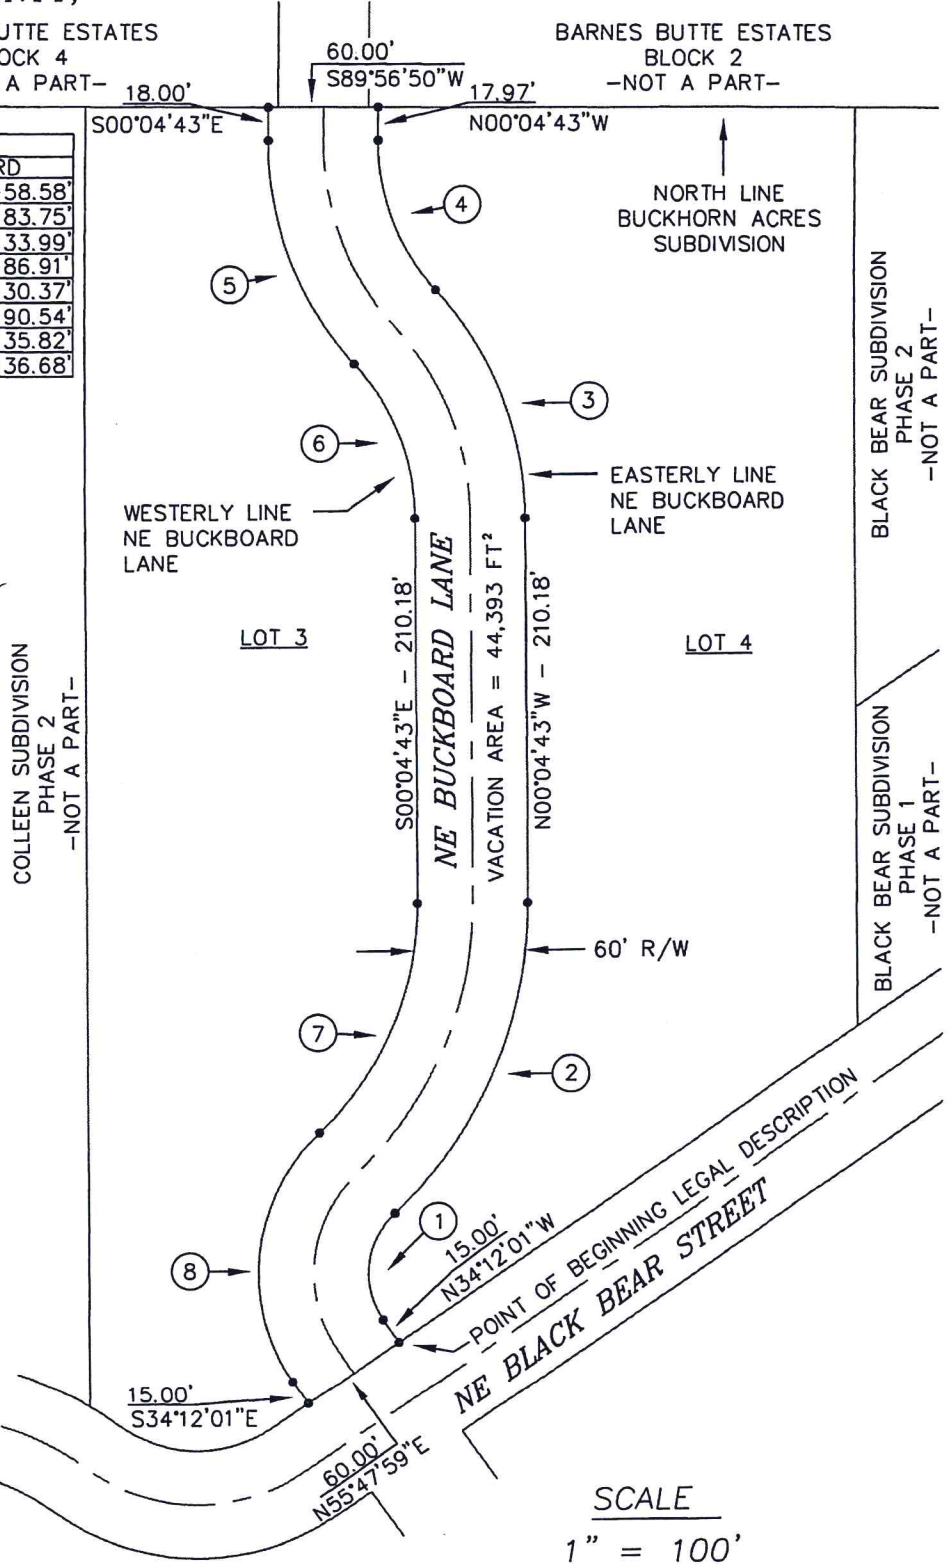 UTTE ESTATES
OCK 4
A PART-
60.00'
S89°56'50"W
BARNES BUTTE ESTATES
BLOCK 2
-NOT A PART-
18.00'
S00°04'43"E
17.97'
N00°04'43"W
RD
58.58'
83.75'
33.99'
86.91'
30.37'
90.54'
35.82'
36.68'
NORTH LINE
BUCKHORN ACRES
SUBDIVISION
4
5
3
6
BLACK BEAR SUBDIVISION
PHASE 2
-NOT A PART-
WESTERLY LINE
NE BUCKBOARD
LANE
EASTERLY LINE
NE BUCKBOARD
LANE
LOT 3
LOT 4
S00°04'43"E - 210.18'
NE BUCKBOARD LANE
VACATION AREA = 44,393 FT²
N00°04'43"W - 210.18'
COLLEEN SUBDIVISION
PHASE 2
-NOT A PART-
BLACK BEAR SUBDIVISION
PHASE 1
-NOT A PART-
60' R/W
7
2
1
8
15.00'
N34°12'01"W
POINT OF BEGINNING LEGAL DESCRIPTION
NE BLACK BEAR STREET
15.00'
S34°12'01"E
60.00'
N55°47'59"E
SCALE
1" = 100'